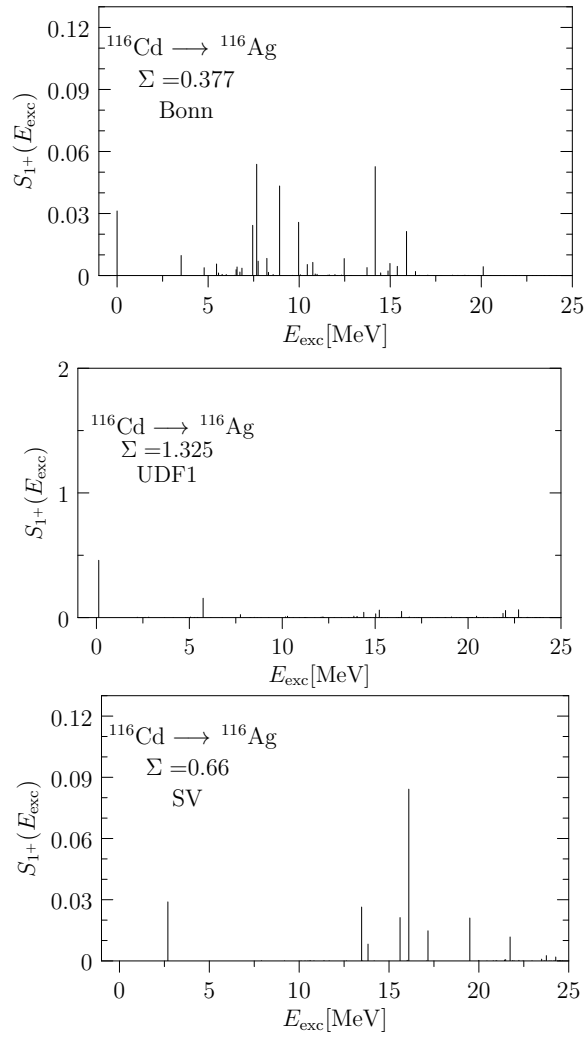 0.12
0.09
0.06
0.03
0
S₁₊(E_exc)
¹¹⁶Cd ⟶ ¹¹⁶Ag
Σ =0.377
Bonn
0 5 10 15 20 25
E_exc[MeV]
2
1
0
S₁₊(E_exc)
¹¹⁶Cd ⟶ ¹¹⁶Ag
Σ =1.325
UDF1
0 5 10 15 20 25
E_exc[MeV]
0.12
0.09
0.06
0.03
0
S₁₊(E_exc)
¹¹⁶Cd ⟶ ¹¹⁶Ag
Σ =0.66
SV
0 5 10 15 20 25
E_exc[MeV]